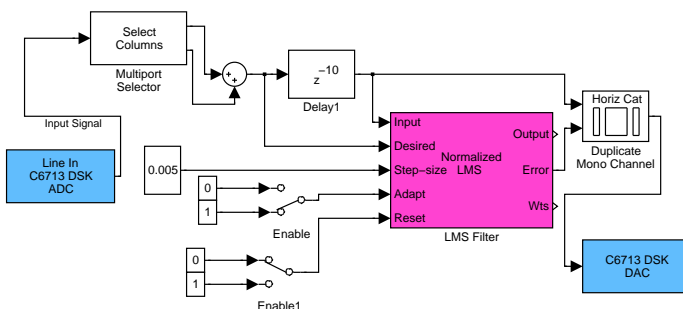 Select
Columns
Multiport
Selector
+
+
z
−10
Delay1
Input Signal
Line In
C6713 DSK
ADC
0.005
0
1
Enable
0
1
Enable1
Input
Desired
Step−size
Adapt
Reset
Normalized
LMS
Output
Error
Wts
LMS Filter
Horiz Cat
Duplicate
Mono Channel
C6713 DSK
DAC